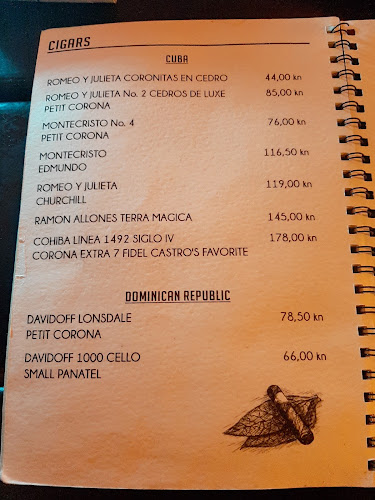 CIGARS
CUBA
ROMEO Y JULIETA CORONITAS EN CEDRO 44,00 kn
ROMEO Y JULIETA No. 2 CEDROS DE LUXE 85,00 kn
PETIT CORONA
MONTECRISTO No. 4 76,00 kn
PETIT CORONA
MONTECRISTO 116,50 kn
EDMUNDO
ROMEO Y JULIETA 119,00 kn
CHURCHILL
RAMON ALLONES TERRA MAGICA 145,00 kn
COHIBA LINEA 1492 SIGLO IV 178,00 kn
CORONA EXTRA 7 FIDEL CASTRO'S FAVORITE
DOMINICAN REPUBLIC
DAVIDOFF LONSDALE 78,50 kn
PETIT CORONA
DAVIDOFF 1000 CELLO 66,00 kn
SMALL PANATEL